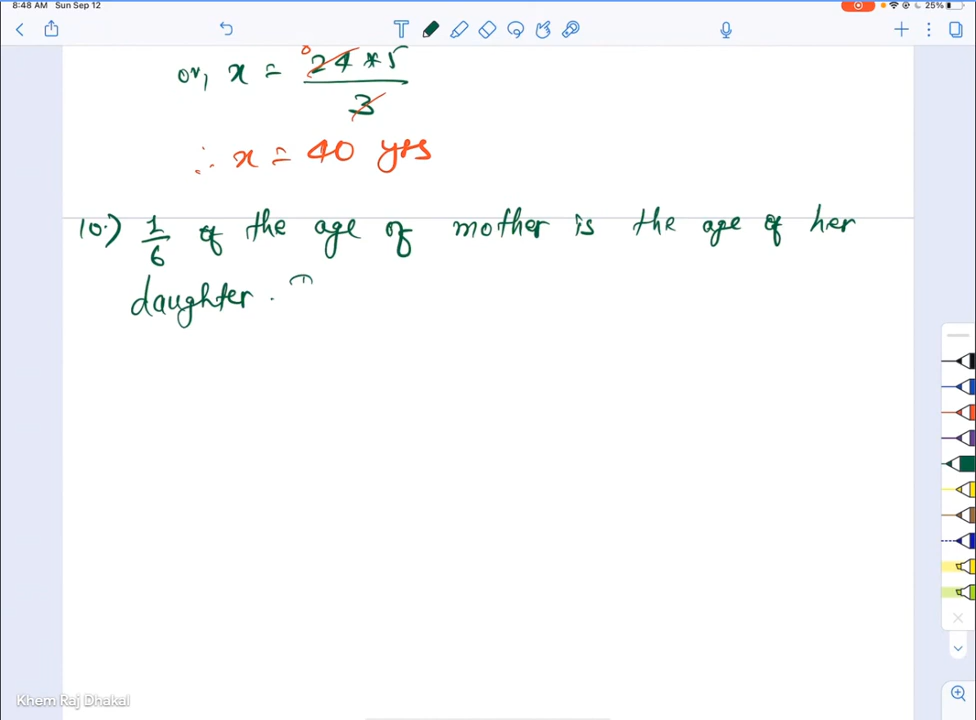 8:48 AM Sun Sep 12
25%
or, x = 24 * 5
3
∴ x = 40 yrs
10.) 1/6 of the age of mother is the age of her
daughter.
Khem Raj Dhakal